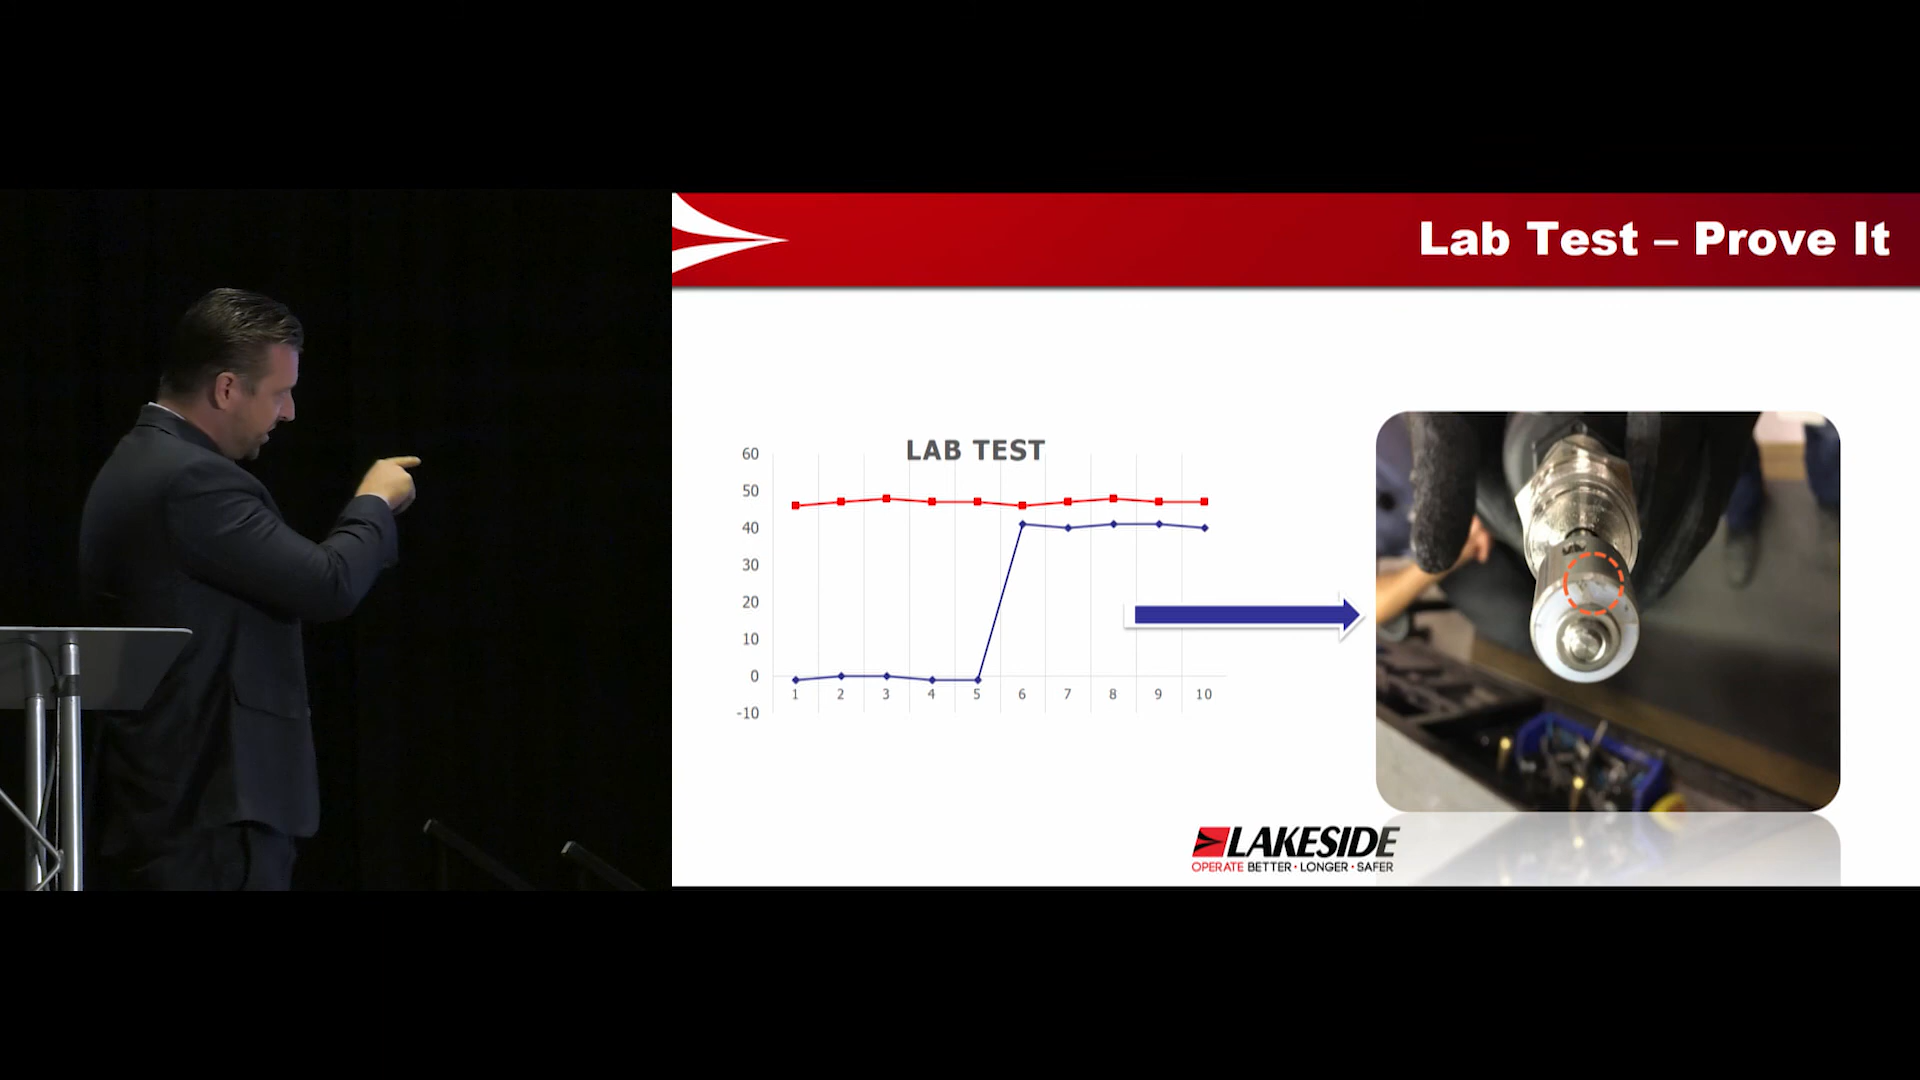 Lab Test – Prove It
LAB TEST
60
50
40
30
20
10
0
-10
1 2 3 4 5 6 7 8 9 10
LAKESIDE
OPERATE BETTER · LONGER · SAFER